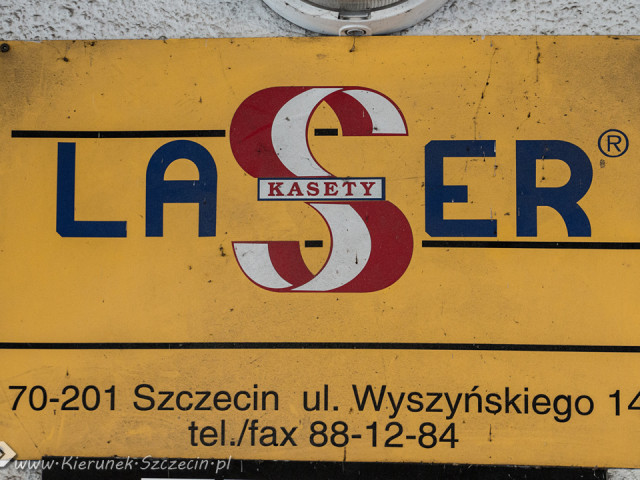 LASER®
KASETY
70-201 Szczecin ul. Wyszyńskiego 14
tel./fax 88-12-84
www.Kierunek-Szczecin.pl